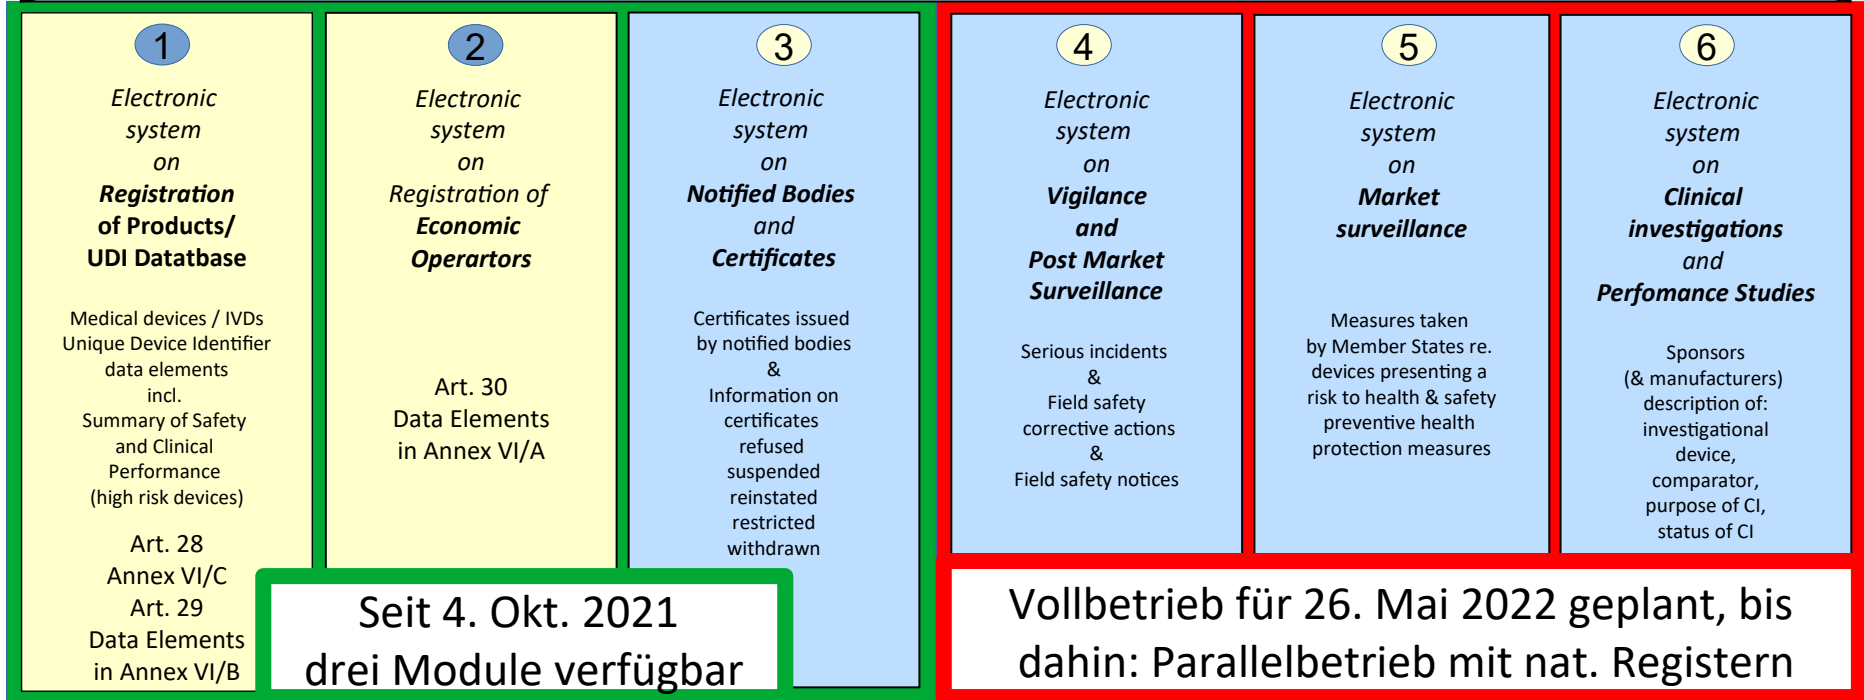 1
Electronic
system
on
Registration
of Products/
UDI Datatbase
Medical devices / IVDs
Unique Device Identifier
data elements
incl.
Summary of Safety
and Clinical
Performance
(high risk devices)
Art. 28
Annex VI/C
Art. 29
Data Elements
in Annex VI/B
2
Electronic
system
on
Registration of
Economic
Operartors
Art. 30
Data Elements
in Annex VI/A
3
Electronic
system
on
Notified Bodies
and
Certificates
Certificates issued
by notified bodies
&
Information on
certificates
refused
suspended
reinstated
restricted
withdrawn
Seit 4. Okt. 2021
drei Module verfügbar
4
Electronic
system
on
Vigilance
and
Post Market
Surveillance
Serious incidents
&
Field safety
corrective actions
&
Field safety notices
5
Electronic
system
on
Market
surveillance
Measures taken
by Member States re.
devices presenting a
risk to health & safety
preventive health
protection measures
6
Electronic
system
on
Clinical
investigations
and
Perfomance Studies
Sponsors
(& manufacturers)
description of:
investigational
device,
comparator,
purpose of CI,
status of CI
Vollbetrieb für 26. Mai 2022 geplant, bis
dahin: Parallelbetrieb mit nat. Registern